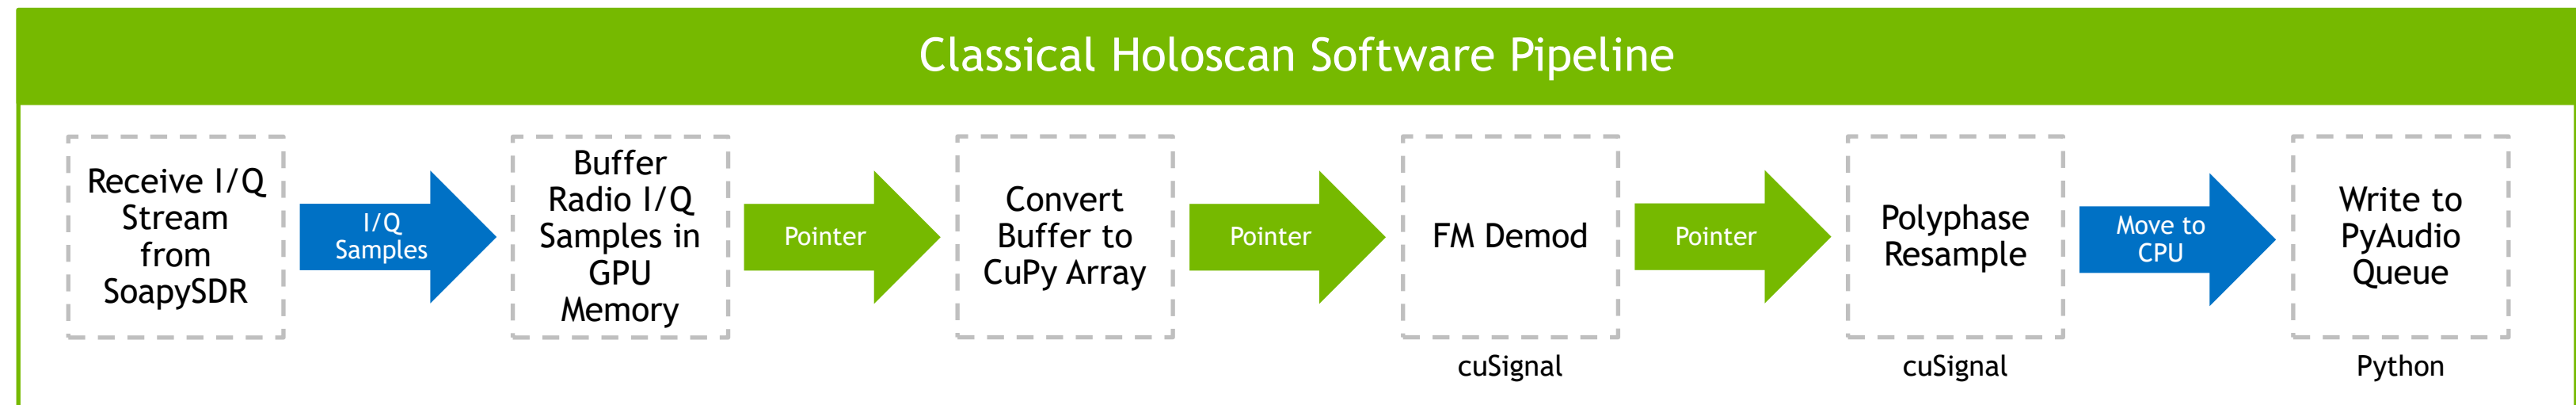 Classical Holoscan Software Pipeline
Receive I/Q
Stream
from
SoapySDR
I/Q
Samples
Buffer
Radio I/Q
Samples in
GPU
Memory
Pointer
Convert
Buffer to
CuPy Array
Pointer
FM Demod
cuSignal
Pointer
Polyphase
Resample
cuSignal
Move to
CPU
Write to
PyAudio
Queue
Python